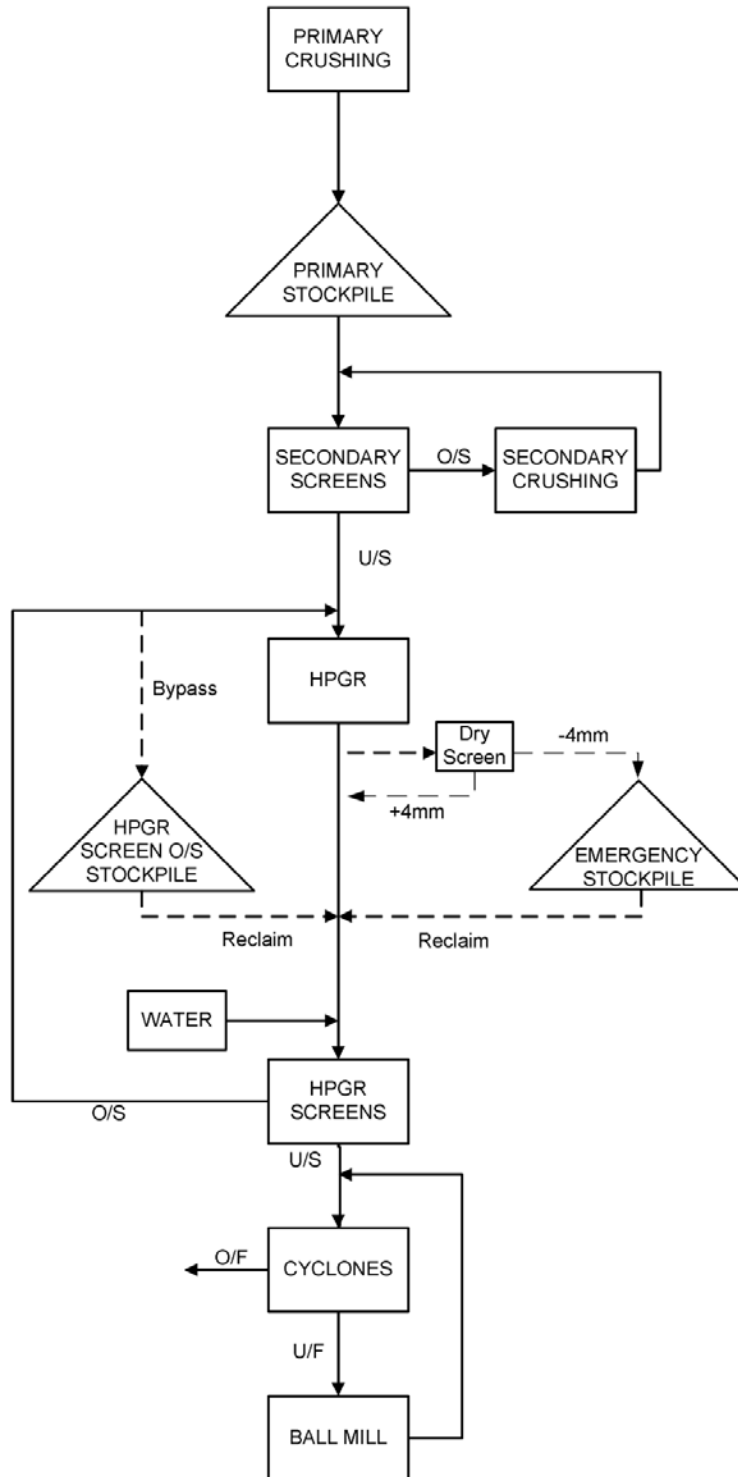 PRIMARY
CRUSHING
PRIMARY
STOCKPILE
SECONDARY
SCREENS
O/S
SECONDARY
CRUSHING
U/S
HPGR
Bypass
Dry
Screen
-4mm
+4mm
HPGR
SCREEN O/S
STOCKPILE
EMERGENCY
STOCKPILE
Reclaim
Reclaim
WATER
HPGR
SCREENS
O/S
U/S
O/F
CYCLONES
U/F
BALL MILL